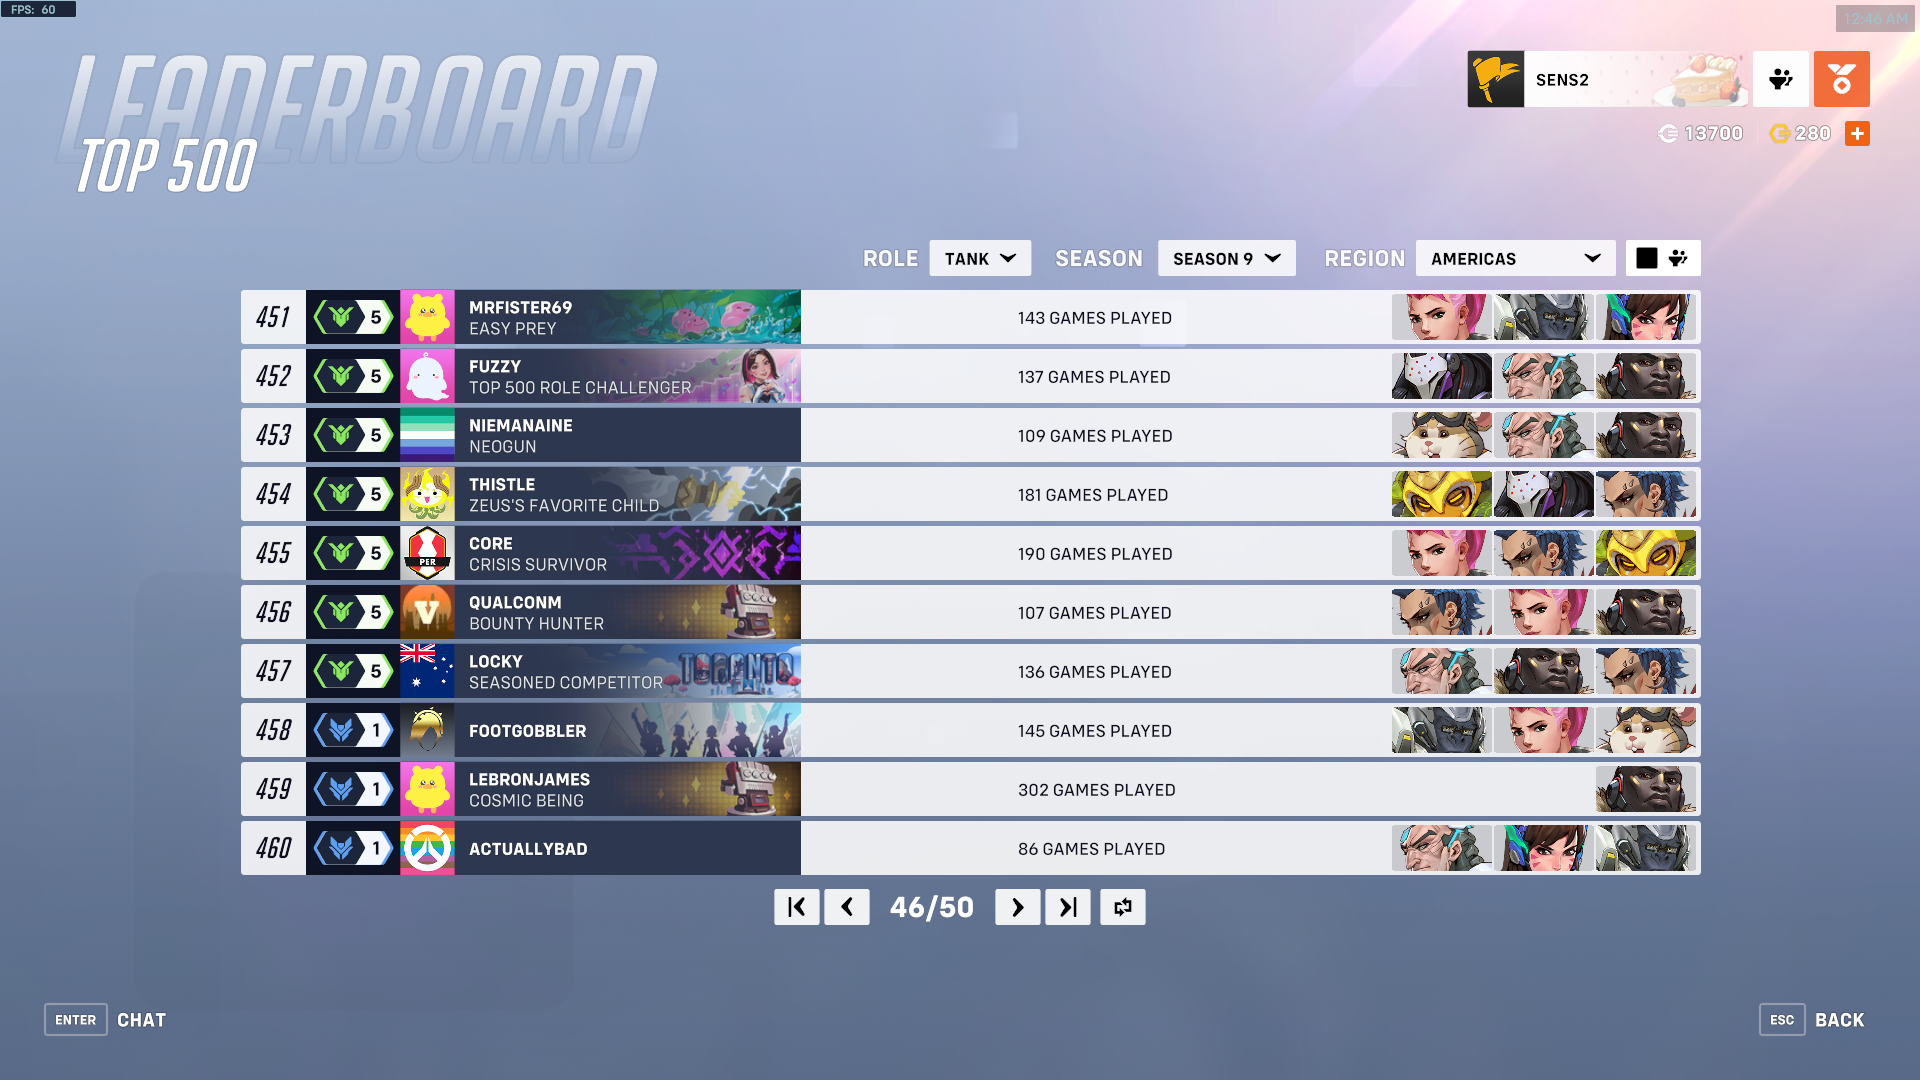 FPS: 60
12:46 AM
LEADERBOARD
TOP 500
SENS2
13700
280
ROLE TANK SEASON SEASON 9 REGION AMERICAS
451 5 MRFISTER69 143 GAMES PLAYED
EASY PREY
452 5 FUZZY 137 GAMES PLAYED
TOP 500 ROLE CHALLENGER
453 5 NIEMANAINE 109 GAMES PLAYED
NEOGUN
454 5 THISTLE 181 GAMES PLAYED
ZEUS'S FAVORITE CHILD
455 5 PER CORE 190 GAMES PLAYED
CRISIS SURVIVOR
456 5 V QUALCONM 107 GAMES PLAYED
BOUNTY HUNTER
457 5 LOCKY TORONTO 136 GAMES PLAYED
SEASONED COMPETITOR
458 1 FOOTGOBBLER 145 GAMES PLAYED
459 1 LEBRONJAMES 302 GAMES PLAYED
COSMIC BEING
460 1 ACTUALLYBAD 86 GAMES PLAYED
46/50
ENTER CHAT
ESC BACK